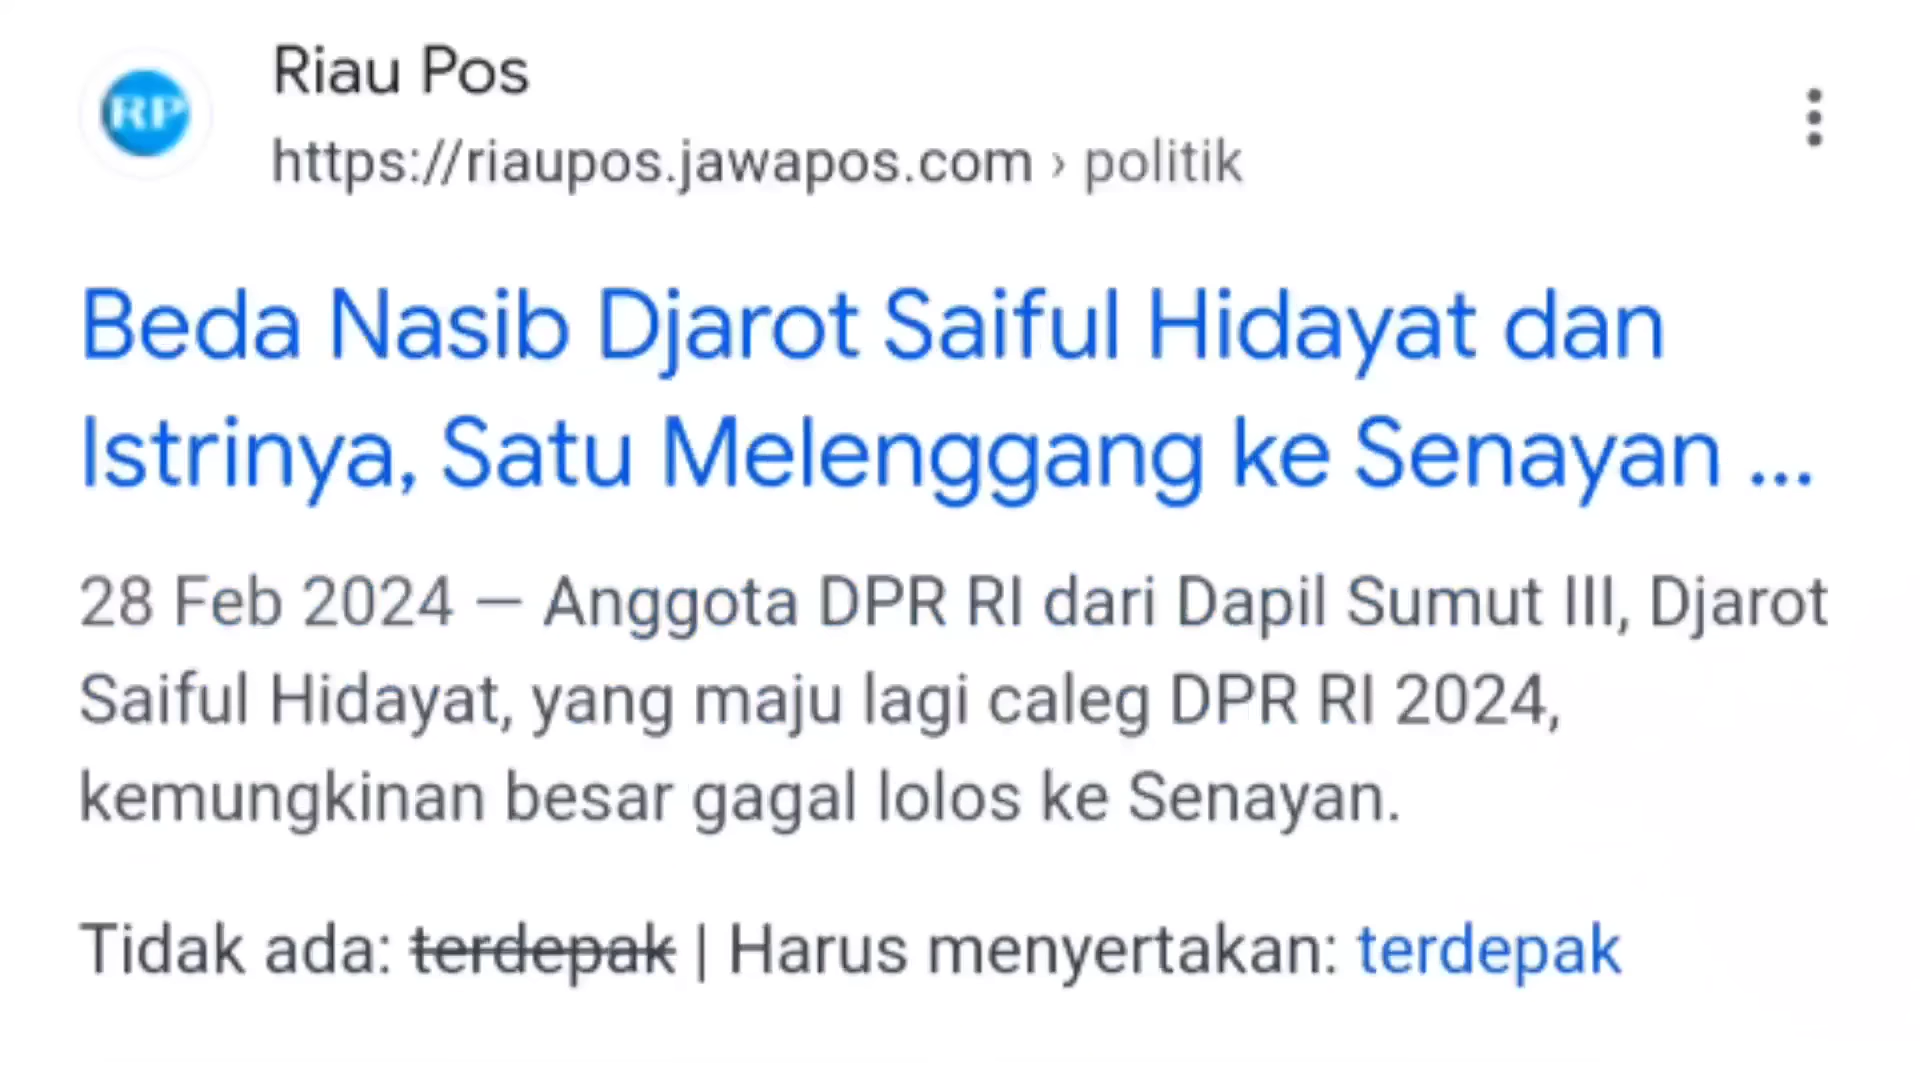 Riau Pos
RP
https://riaupos.jawapos.com › politik
Beda Nasib Djarot Saiful Hidayat dan
Istrinya, Satu Melenggang ke Senayan ...
28 Feb 2024 — Anggota DPR RI dari Dapil Sumut III, Djarot
Saiful Hidayat, yang maju lagi caleg DPR RI 2024,
kemungkinan besar gagal lolos ke Senayan.
Tidak ada: terdepak | Harus menyertakan: terdepak